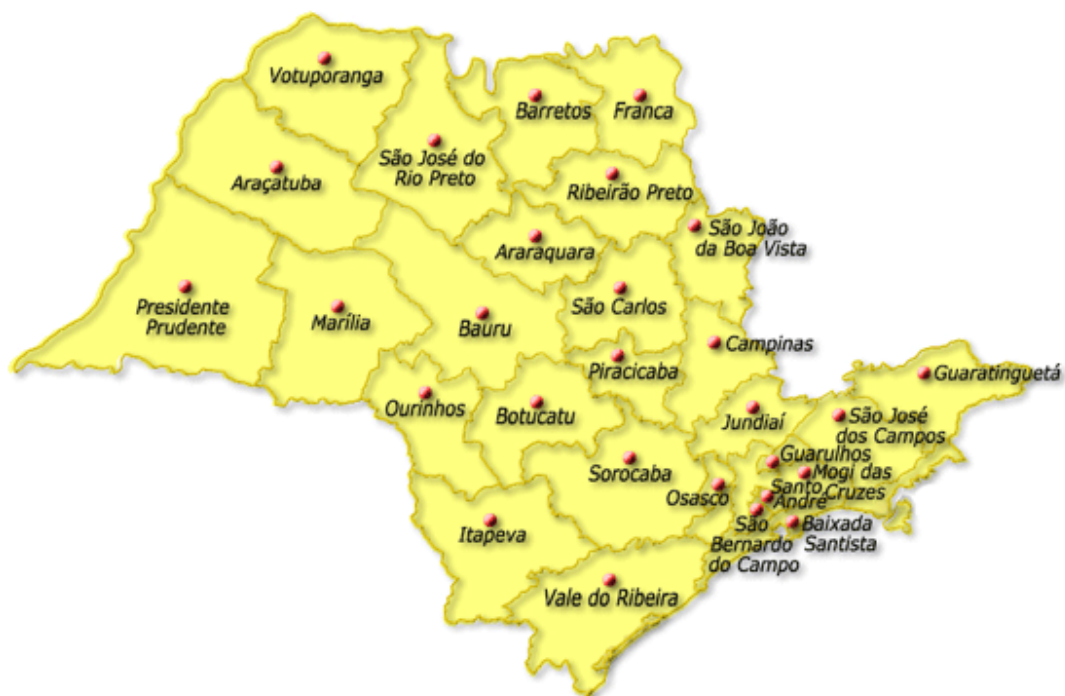 Votuporanga
Barretos
Franca
São José do
Rio Preto
Araçatuba
Ribeirão Preto
São João
da Boa Vista
Araraquara
Presidente
Prudente
Marília
Bauru
São Carlos
Campinas
Piracicaba
Guaratinguetá
Ourinhos
Botucatu
Jundiaí
São José
dos Campos
Guarulhos
Sorocaba
Mogi das
Cruzes
Osasco
Santo
André
Itapeva
São
Bernardo
do Campo
Baixada
Santista
Vale do Ribeira